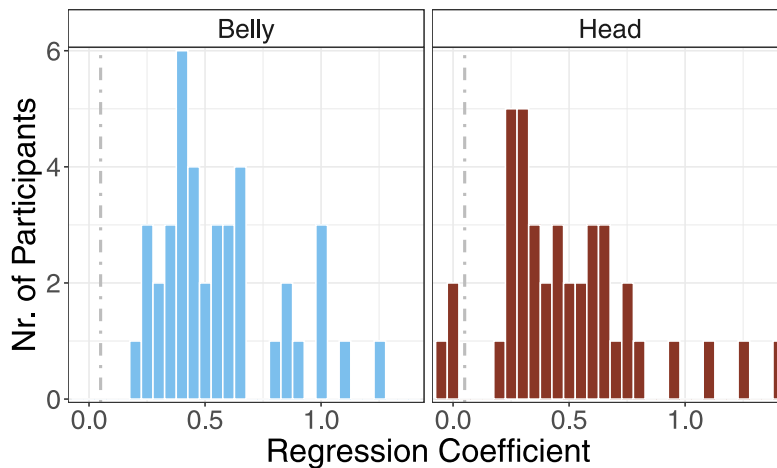 Belly Head
Nr. of Participants
6
4
2
0
0.0 0.5 1.0 0.0 0.5 1.0
Regression Coefficient